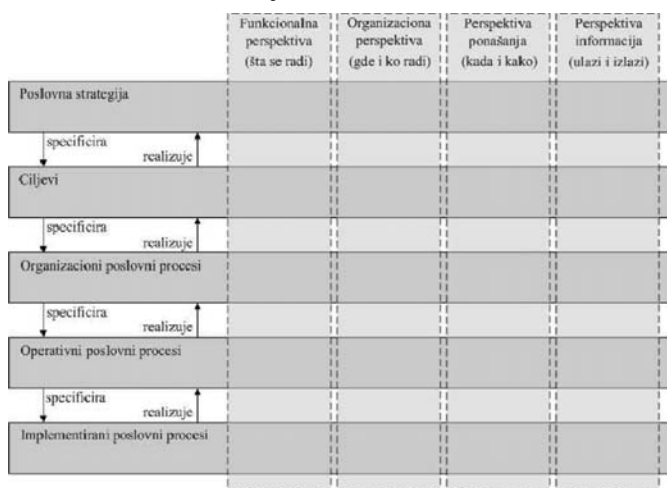 Funkcionalna
perspektiva
(šta se radi)
Organizaciona
perspektiva
(gde i ko radi)
Perspektiva
ponašanja
(kada i kako)
Perspektiva
informacija
(ulazi i izlazi)
Poslovna strategija
specificira
realizuje
Ciljevi
specificira
realizuje
Organizacioni poslovni procesi
specificira
realizuje
Operativni poslovni procesi
specificira
realizuje
Implementirani poslovni procesi